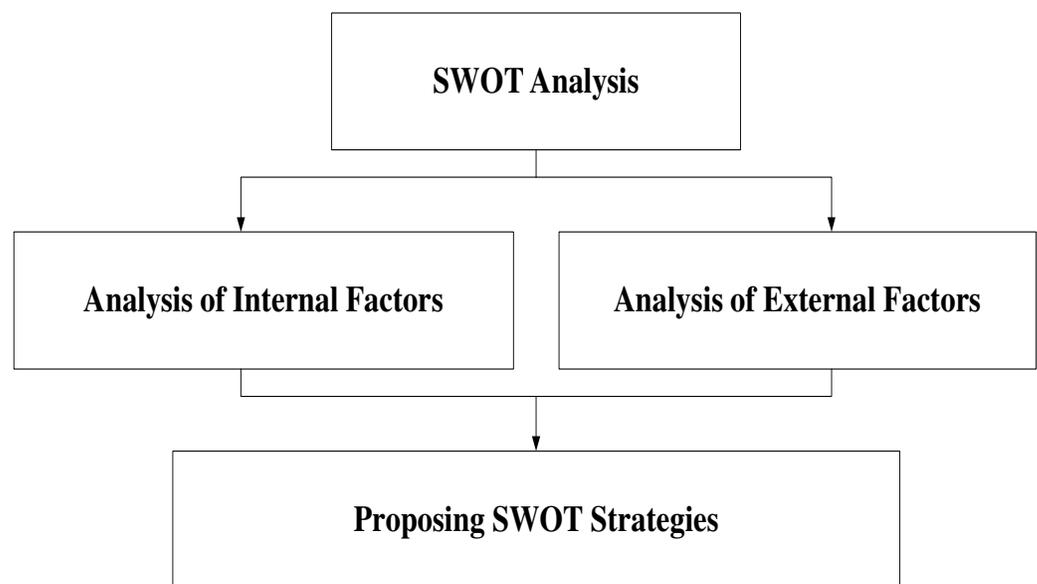 SWOT Analysis
Analysis of Internal Factors
Analysis of External Factors
Proposing SWOT Strategies